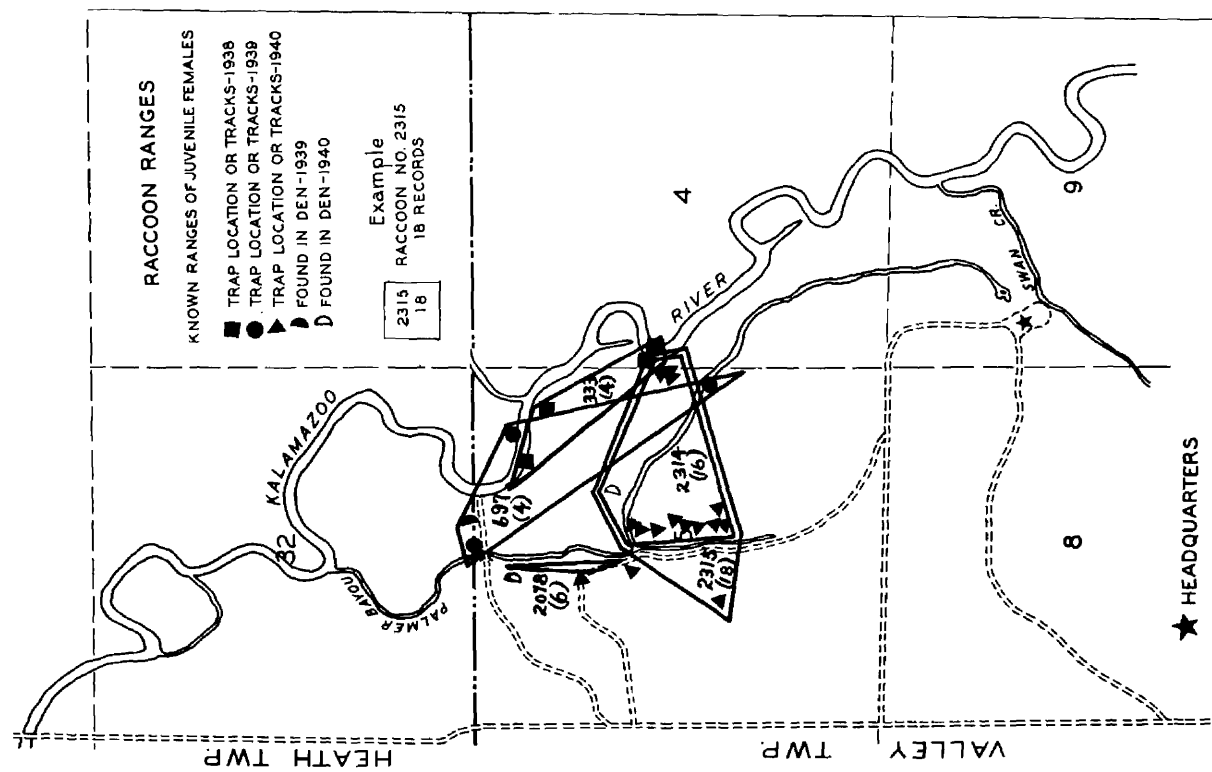 RACCOON RANGES
KNOWN RANGES OF JUVENILE FEMALES
TRAP LOCATION OR TRACKS-1938
TRAP LOCATION OR TRACKS-1939
TRAP LOCATION OR TRACKS-1940
FOUND IN DEN-1939
D FOUND IN DEN-1940
Example
2315
18
RACCOON NO. 2315
18 RECORDS
KALAMAZOO
RIVER
32
PALMER BAYOU
4
333
(4)
697
(4)
D
2078
(6)
D
2314
(16)
2315
(18)
SWAN CR.
9
8
HEATH TWP.
VALLEY TWP.
HEADQUARTERS